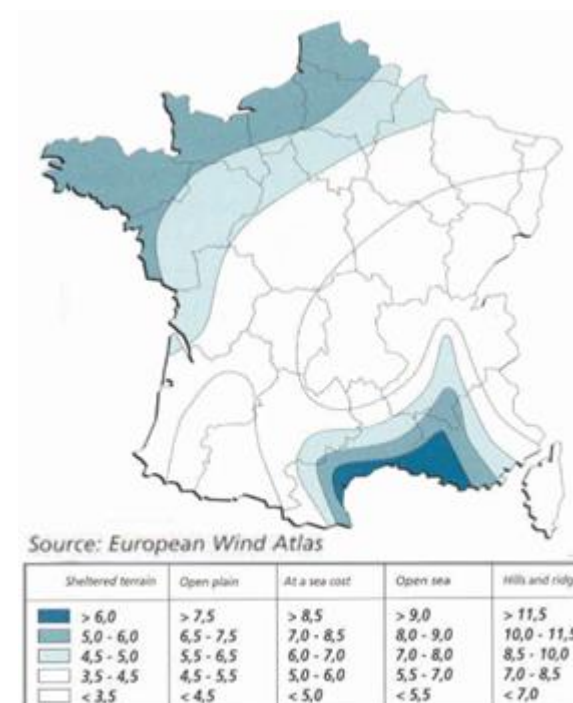 Source: European Wind Atlas
Sheltered terrain Open plain At a sea cost Open sea Hills and ridg
> 6,0 > 7,5 > 8,5 > 9,0 > 11,5
5,0 - 6,0 6,5 - 7,5 7,0 - 8,5 8,0 - 9,0 10,0 - 11,5
4,5 - 5,0 5,5 - 6,5 6,0 - 7,0 7,0 - 8,0 8,5 - 10,0
3,5 - 4,5 4,5 - 5,5 5,0 - 6,0 5,5 - 7,0 7,0 - 8,5
< 3,5 < 4,5 < 5,0 < 5,5 < 7,0